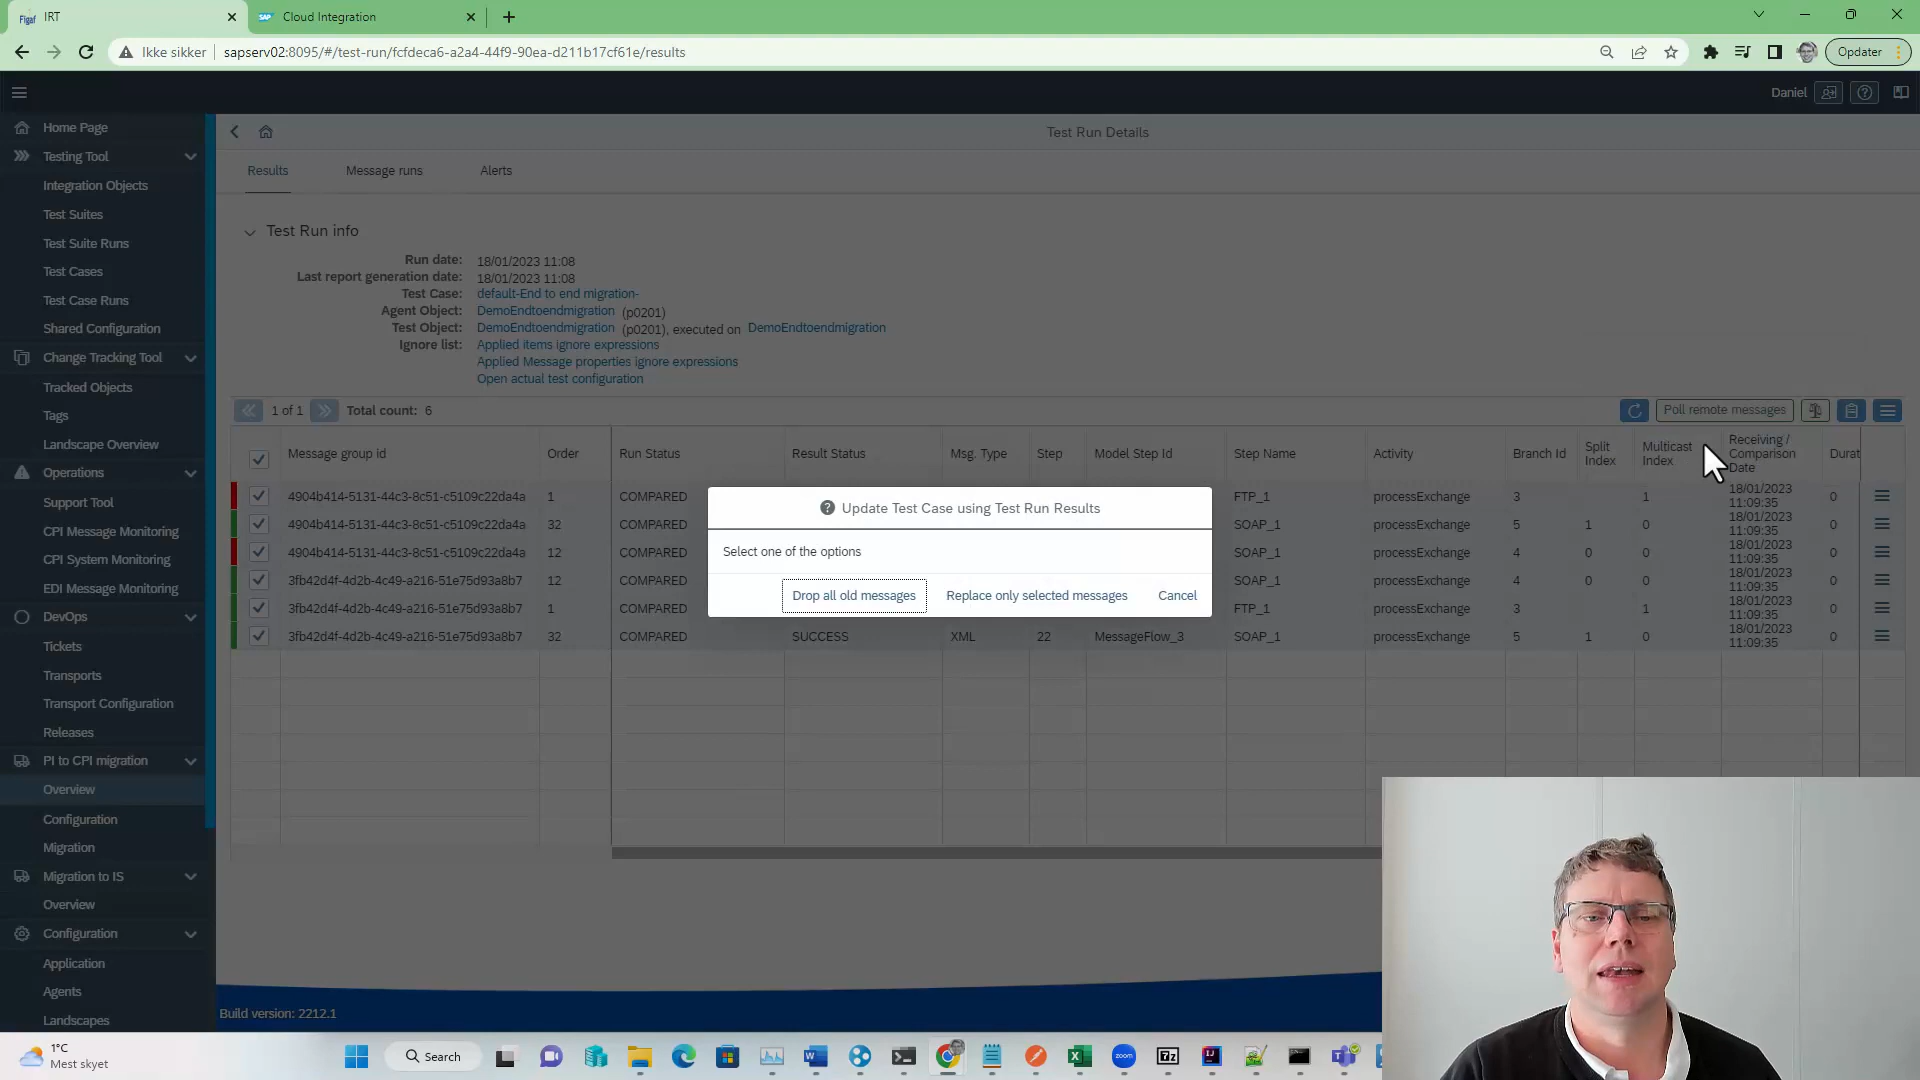 Figaf IRT
SAP Cloud Integration
Ikke sikker sapserv02:8095/#/test-run/fcfdeca6-a2a4-44f9-90ea-d211b17cf61e/results Opdater
Daniel
Home Page
Testing Tool
Integration Objects
Test Suites
Test Suite Runs
Test Cases
Test Case Runs
Shared Configuration
Change Tracking Tool
Tracked Objects
Tags
Landscape Overview
Operations
Support Tool
CPI Message Monitoring
CPI System Monitoring
EDI Message Monitoring
DevOps
Tickets
Transports
Transport Configuration
Releases
PI to CPI migration
Overview
Configuration
Migration
Migration to IS
Overview
Configuration
Application
Agents
Landscapes
Test Run Details
Results Message runs Alerts
Test Run info
Run date: 18/01/2023 11:08
Last report generation date: 18/01/2023 11:08
Test Case: default-End to end migration-
Agent Object: DemoEndtoendmigration (p0201)
Test Object: DemoEndtoendmigration (p0201), executed on DemoEndtoendmigration
Ignore list: Applied items ignore expressions
Applied Message properties ignore expressions
Open actual test configuration
1 of 1 Total count: 6 Poll remote messages
Message group id Order Run Status Result Status Msg. Type Step Model Step Id Step Name Activity Branch Id Split Index Multicast Index Receiving / Comparison Date Durat
4904b414-5131-44c3-8c51-c5109c22da4a 1 COMPARED FTP_1 processExchange 3 1 18/01/2023 11:09:35 0
4904b414-5131-44c3-8c51-c5109c22da4a 32 COMPARED SOAP_1 processExchange 5 1 0 18/01/2023 11:09:35 0
4904b414-5131-44c3-8c51-c5109c22da4a 12 COMPARED SOAP_1 processExchange 4 0 0 18/01/2023 11:09:35 0
3fb42d4f-4d2b-4c49-a216-51e75d93a8b7 12 COMPARED SOAP_1 processExchange 4 0 0 18/01/2023 11:09:35 0
3fb42d4f-4d2b-4c49-a216-51e75d93a8b7 1 COMPARED FTP_1 processExchange 3 1 18/01/2023 11:09:35 0
3fb42d4f-4d2b-4c49-a216-51e75d93a8b7 32 COMPARED SUCCESS XML 22 MessageFlow_3 SOAP_1 processExchange 5 1 0 18/01/2023 11:09:35 0
Update Test Case using Test Run Results
Select one of the options
Drop all old messages Replace only selected messages Cancel
Build version: 2212.1
1°C
Mest skyet
Search
zoom